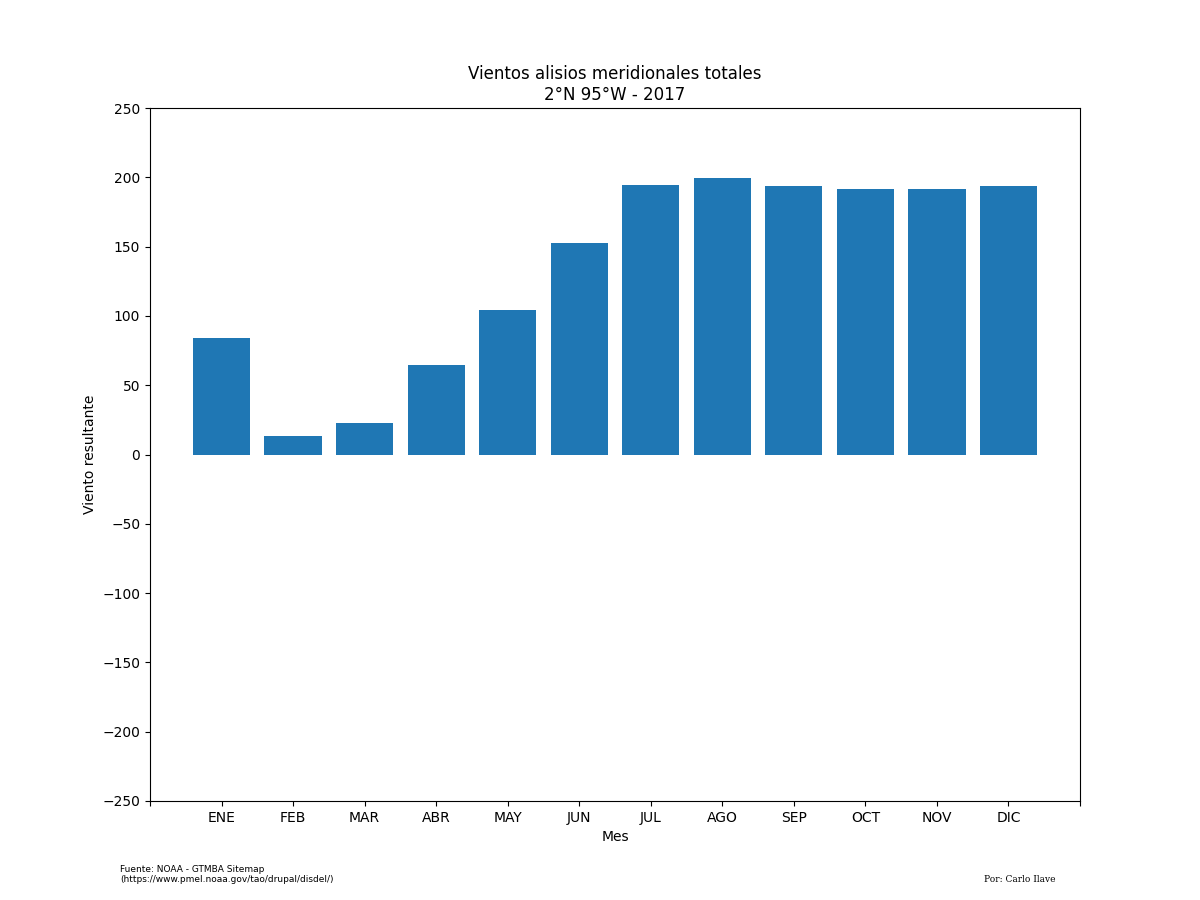 Vientos alisios meridionales totales
2°N 95°W - 2017
250
200
150
100
50
0
−50
−100
−150
−200
−250
Viento resultante
ENE FEB MAR ABR MAY JUN JUL AGO SEP OCT NOV DIC
Mes
Fuente: NOAA - GTMBA Sitemap
(https://www.pmel.noaa.gov/tao/drupal/disdel/)
Por: Carlo Ilave